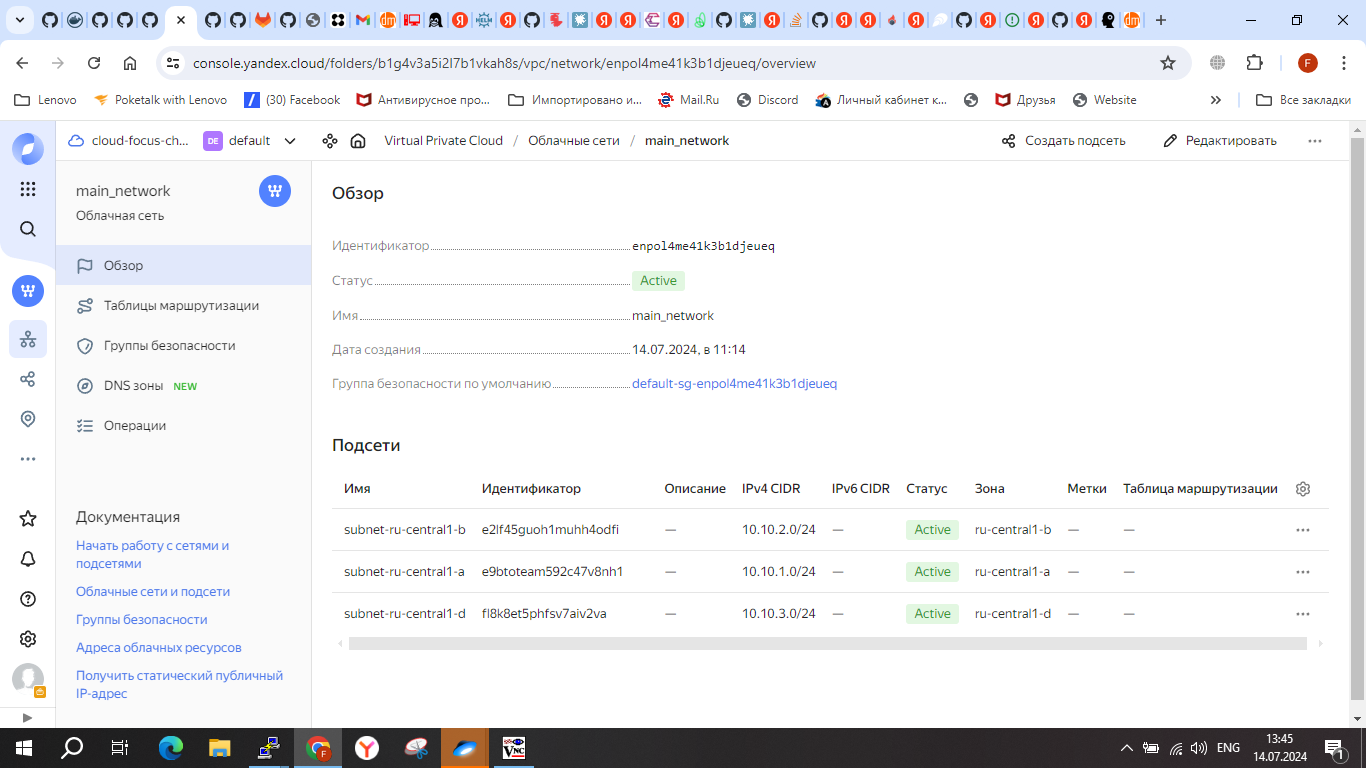 console.yandex.cloud/folders/b1g4v3a5i2l7b1vkah8s/vpc/network/enpol4me41k3b1djeueq/overview
F
Lenovo
Poketalk with Lenovo
(30) Facebook
Антивирусное про...
Импортировано и...
Mail.Ru
Discord
Личный кабинет к...
Друзья
Website
»
Все закладки
cloud-focus-ch...
DE
default
Virtual Private Cloud / Облачные сети / main_network
Создать подсеть
Редактировать
main_network
Облачная сеть
Обзор
Таблицы маршрутизации
Группы безопасности
DNS зоны NEW
Операции
Документация
Начать работу с сетями и
подсетями
Облачные сети и подсети
Группы безопасности
Адреса облачных ресурсов
Получить статический публичный
IP-адрес
Обзор
Идентификатор enpol4me41k3b1djeueq
Статус Active
Имя main_network
Дата создания 14.07.2024, в 11:14
Группа безопасности по умолчанию default-sg-enpol4me41k3b1djeueq
Подсети
Имя Идентификатор Описание IPv4 CIDR IPv6 CIDR Статус Зона Метки Таблица маршрутизации
subnet-ru-central1-b e2lf45guoh1muhh4odfi — 10.10.2.0/24 — Active ru-central1-b — —
subnet-ru-central1-a e9btoteam592c47v8nh1 — 10.10.1.0/24 — Active ru-central1-a — —
subnet-ru-central1-d fl8k8et5phfsv7aiv2va — 10.10.3.0/24 — Active ru-central1-d — —
ENG
13:45
14.07.2024
1